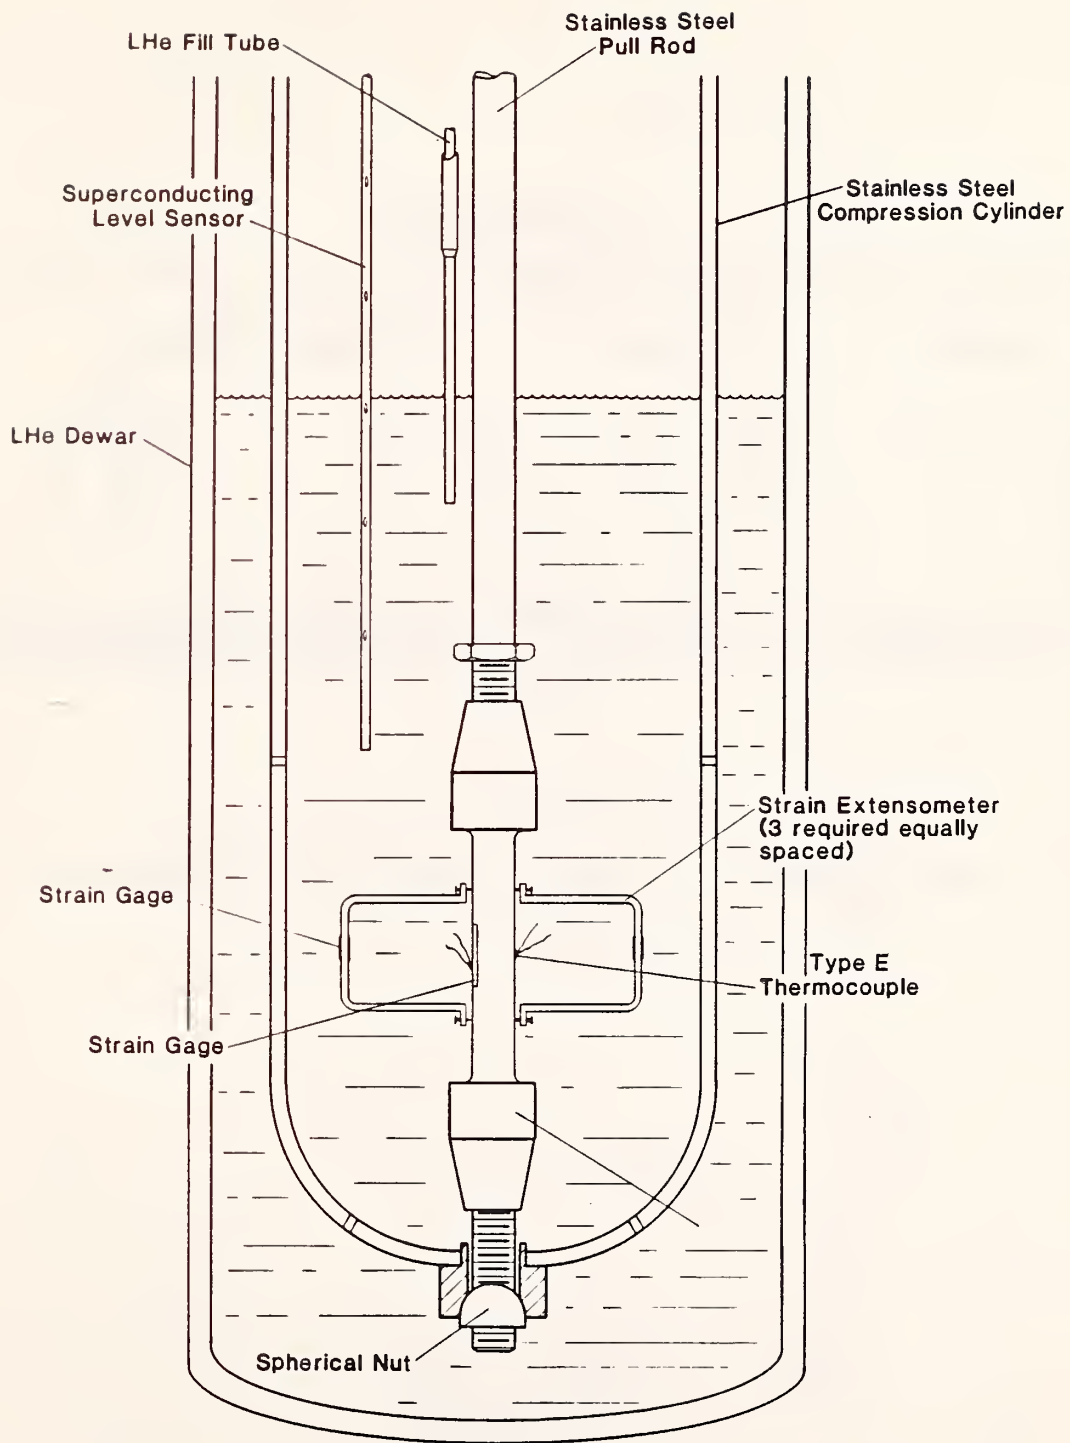 Stainless Steel
Pull Rod
LHe Fill Tube
Superconducting
Level Sensor
Stainless Steel
Compression Cylinder
LHe Dewar
Strain Extensometer
(3 required equally
spaced)
Strain Gage
Type E
Thermocouple
Strain Gage
Spherical Nut